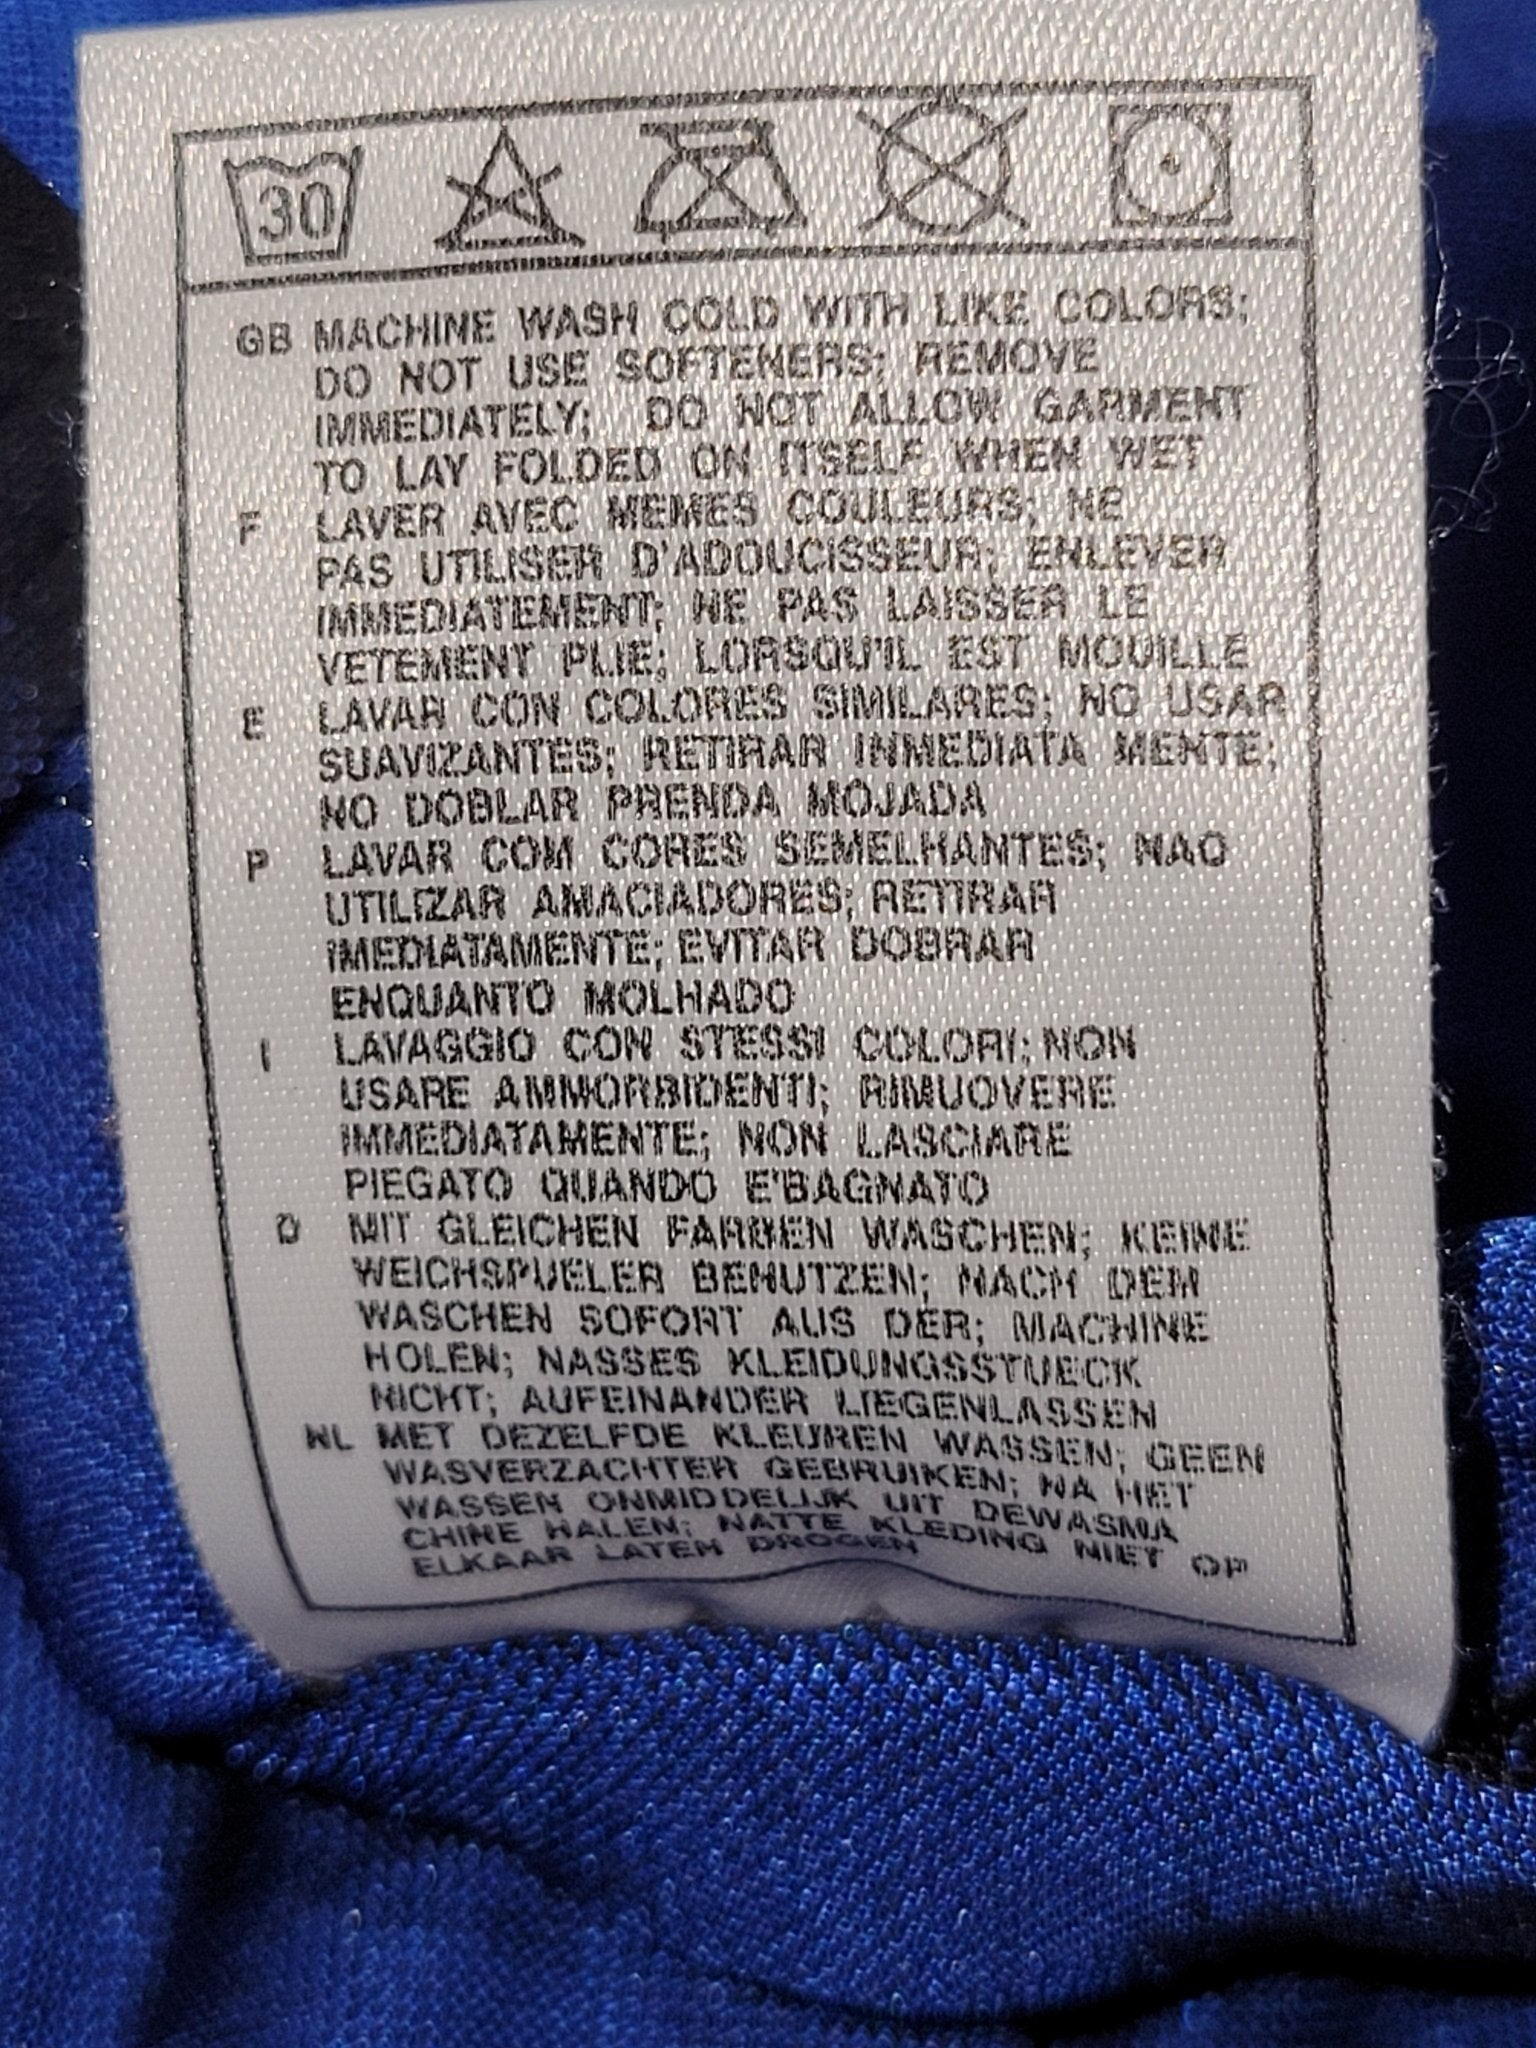 30
GB MACHINE WASH COLD WITH LIKE COLORS;
DO NOT USE SOFTENERS; REMOVE
IMMEDIATELY; DO NOT ALLOW GARMENT
TO LAY FOLDED ON ITSELF WHEN WET
F LAVER AVEC MEMES COULEURS; NE
PAS UTILISER D'ADOUCISSEUR; ENLEVER
IMMEDIATEMENT; NE PAS LAISSER LE
VETEMENT PLIE; LORSQU'IL EST MOUILLE
E LAVAR CON COLORES SIMILARES; NO USAR
SUAVIZANTES; RETIRAR INMEDIATA MENTE;
NO DOBLAR PRENDA MOJADA
P LAVAR COM CORES SEMELHANTES; NAO
UTILIZAR AMACIADORES; RETIRAR
IMEDIATAMENTE; EVITAR DOBRAR
ENQUANTO MOLHADO
I LAVAGGIO CON STESSI COLORI; NON
USARE AMMORBIDENTI; RIMUOVERE
IMMEDIATAMENTE; NON LASCIARE
PIEGATO QUANDO E'BAGNATO
D MIT GLEICHEN FARBEN WASCHEN; KEINE
WEICHSPUELER BENUTZEN; NACH DEM
WASCHEN SOFORT AUS DER; MACHINE
HOLEN; NASSES KLEIDUNGSSTUECK
NICHT; AUFEINANDER LIEGENLASSEN
NL MET DEZELFDE KLEUREN WASSEN; GEEN
WASVERZACHTER GEBRUIKEN; NA HET
WASSEN ONMIDDELIJK UIT DEWASMA
CHINE HALEN; NATTE KLEDING NIET OP
ELKAAR LATEN DROGEN